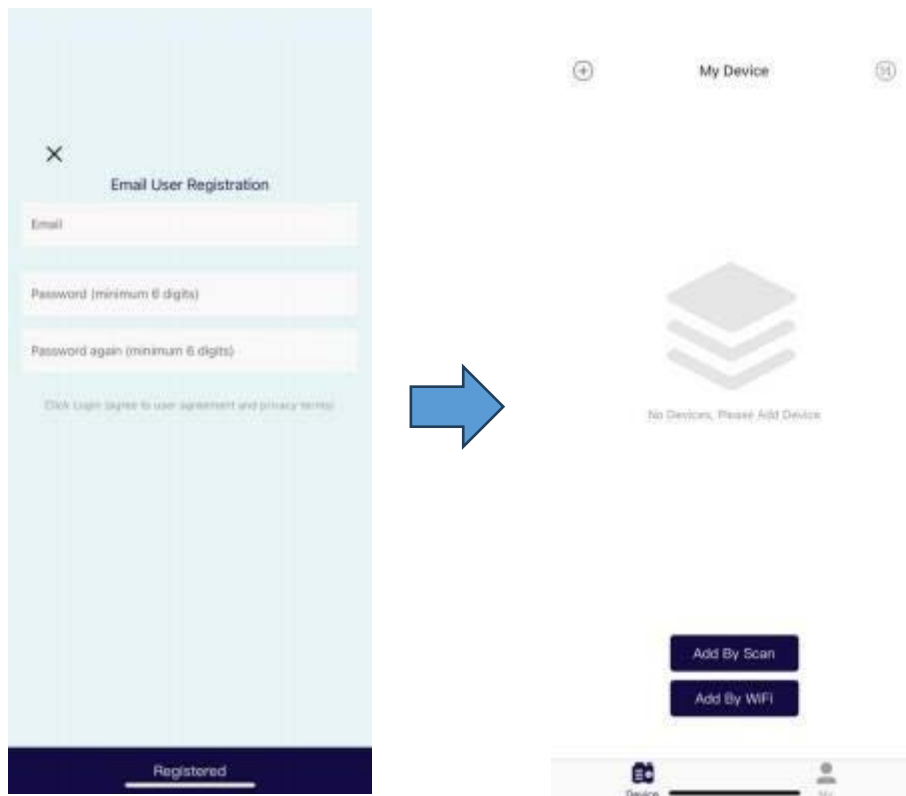 Email User Registration
Email
Password (minimum 6 digits)
Password again (minimum 6 digits)
Click Login (agree to user agreement and privacy terms)
Registered
My Device
No Devices, Please Add Device
Add By Scan
Add By WiFi
Device
My